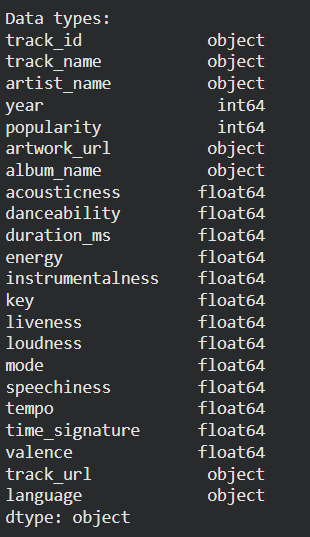 Data types:
track_id object
track_name object
artist_name object
year int64
popularity int64
artwork_url object
album_name object
acousticness float64
danceability float64
duration_ms float64
energy float64
instrumentalness float64
key float64
liveness float64
loudness float64
mode float64
speechiness float64
tempo float64
time_signature float64
valence float64
track_url object
language object
dtype: object